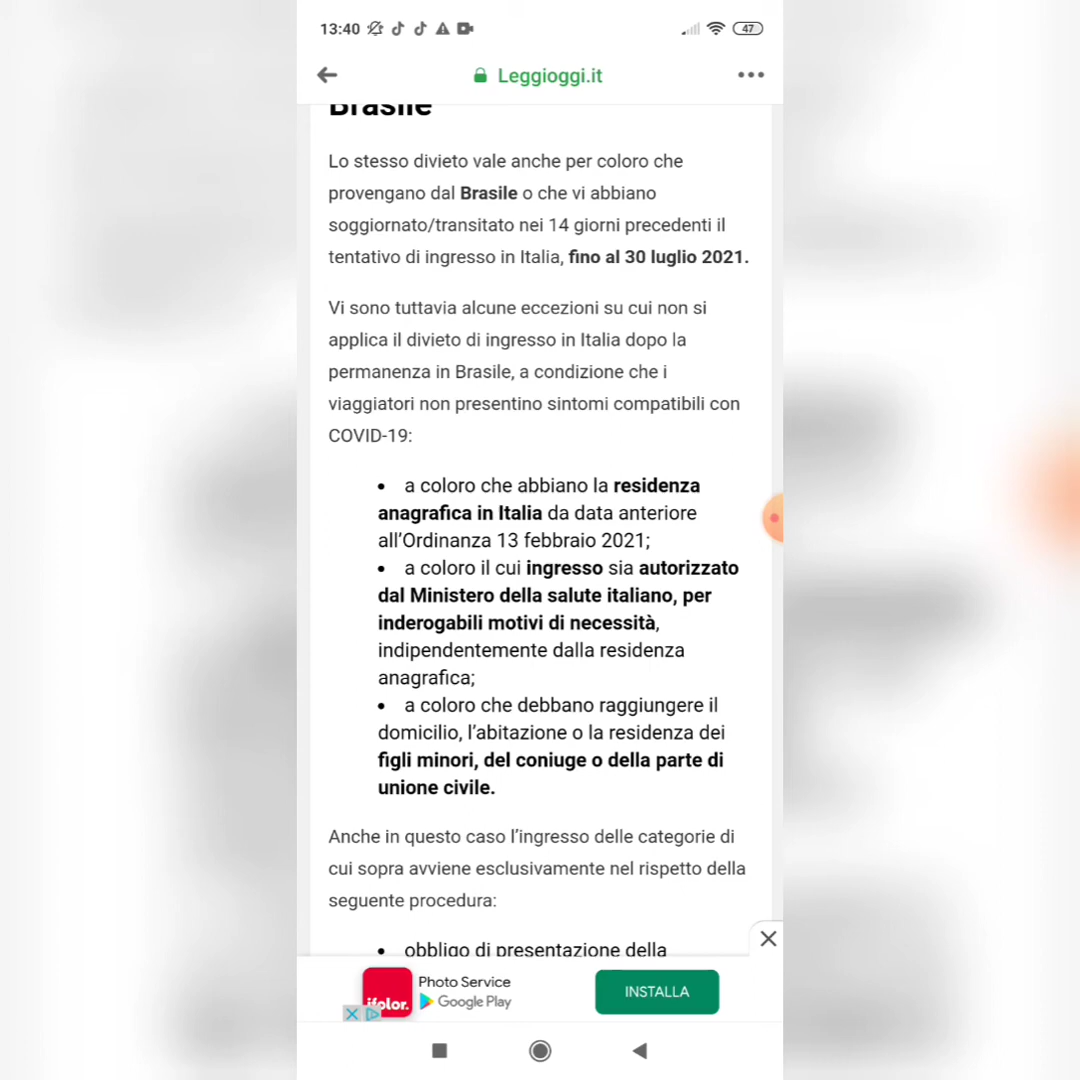 13:40
47
Leggioggi.it
Brasile
Lo stesso divieto vale anche per coloro che
provengano dal Brasile o che vi abbiano
soggiornato/transitato nei 14 giorni precedenti il
tentativo di ingresso in Italia, fino al 30 luglio 2021.
Vi sono tuttavia alcune eccezioni su cui non si
applica il divieto di ingresso in Italia dopo la
permanenza in Brasile, a condizione che i
viaggiatori non presentino sintomi compatibili con
COVID-19:
• a coloro che abbiano la residenza
anagrafica in Italia da data anteriore
all’Ordinanza 13 febbraio 2021;
• a coloro il cui ingresso sia autorizzato
dal Ministero della salute italiano, per
inderogabili motivi di necessità,
indipendentemente dalla residenza
anagrafica;
• a coloro che debbano raggiungere il
domicilio, l’abitazione o la residenza dei
figli minori, del coniuge o della parte di
unione civile.
Anche in questo caso l’ingresso delle categorie di
cui sopra avviene esclusivamente nel rispetto della
seguente procedura:
• obbligo di presentazione della
ifolor.
Photo Service
Google Play
INSTALLA